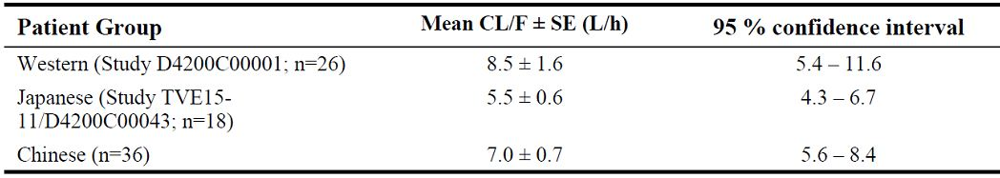 Patient Group Mean CL/F ± SE (L/h) 95 % confidence interval
Western (Study D4200C00001; n=26) 8.5 ± 1.6 5.4 – 11.6
Japanese (Study TVE15- 5.5 ± 0.6 4.3 – 6.7
11/D4200C00043; n=18)
Chinese (n=36) 7.0 ± 0.7 5.6 – 8.4